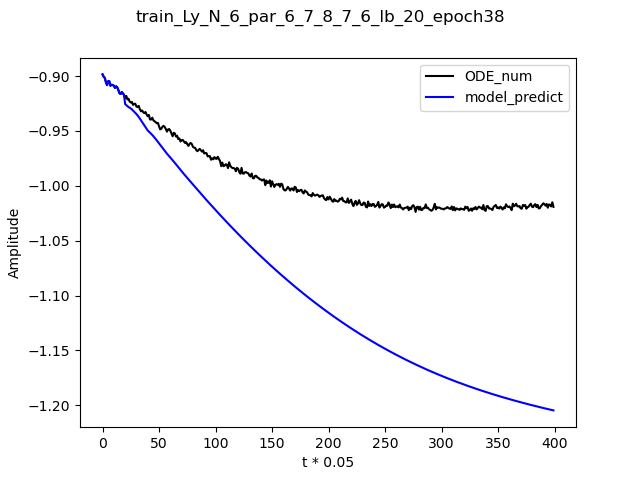 train_Ly_N_6_par_6_7_8_7_6_lb_20_epoch38
ODE_num
model_predict
−0.90
−0.95
−1.00
−1.05
−1.10
−1.15
−1.20
Amplitude
0 50 100 150 200 250 300 350 400
t * 0.05